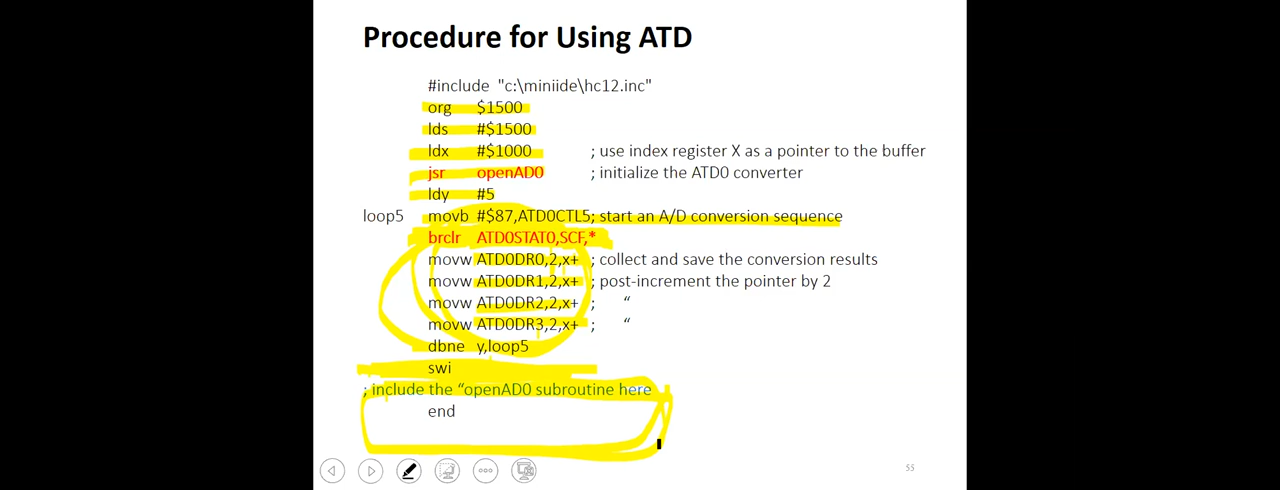 Procedure for Using ATD
#include "c:\miniide\hc12.inc"
org $1500
lds #$1500
ldx #$1000 ; use index register X as a pointer to the buffer
jsr openAD0 ; initialize the ATD0 converter
ldy #5
loop5 movb #$87,ATD0CTL5; start an A/D conversion sequence
brclr ATD0STAT0,SCF,*
movw ATD0DR0,2,x+ ; collect and save the conversion results
movw ATD0DR1,2,x+ ; post-increment the pointer by 2
movw ATD0DR2,2,x+ ; “
movw ATD0DR3,2,x+ ; “
dbne y,loop5
swi
; include the “openAD0 subroutine here
end
55